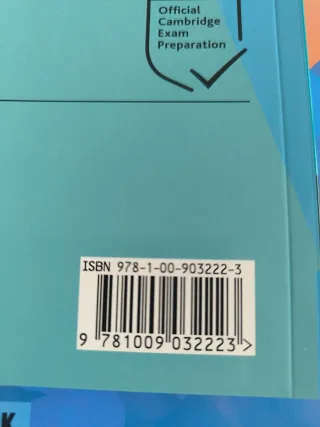 Official
Cambridge
Exam
Preparation
ISBN 978-1-00-903222-3
9 781009 032223 >
K